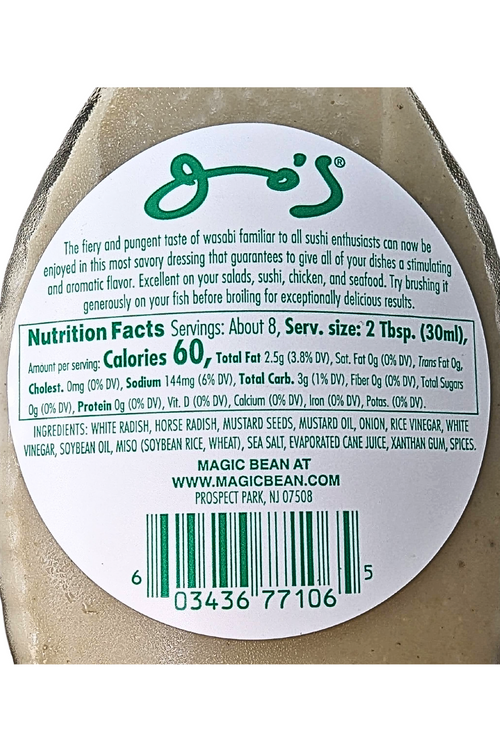 Jo's®
The fiery and pungent taste of wasabi familiar to all sushi enthusiasts can now be
enjoyed in this most savory dressing that guarantees to give all of your dishes a stimulating
and aromatic flavor. Excellent on your salads, sushi, chicken, and seafood. Try brushing it
generously on your fish before broiling for exceptionally delicious results.
Nutrition Facts Servings: About 8, Serv. size: 2 Tbsp. (30ml),
Amount per serving: Calories 60, Total Fat 2.5g (3.8% DV), Sat. Fat 0g (0% DV), Trans Fat 0g,
Cholest. 0mg (0% DV), Sodium 144mg (6% DV), Total Carb. 3g (1% DV), Fiber 0g (0% DV), Total Sugars
0g (0% DV), Protein 0g (0% DV), Vit. D (0% DV), Calcium (0% DV), Iron (0% DV), Potas. (0% DV).
INGREDIENTS: WHITE RADISH, HORSE RADISH, MUSTARD SEEDS, MUSTARD OIL, ONION, RICE VINEGAR, WHITE
VINEGAR, SOYBEAN OIL, MISO (SOYBEAN RICE, WHEAT), SEA SALT, EVAPORATED CANE JUICE, XANTHAN GUM, SPICES.
MAGIC BEAN AT
WWW.MAGICBEAN.COM
PROSPECT PARK, NJ 07508
6 03436 77106 5